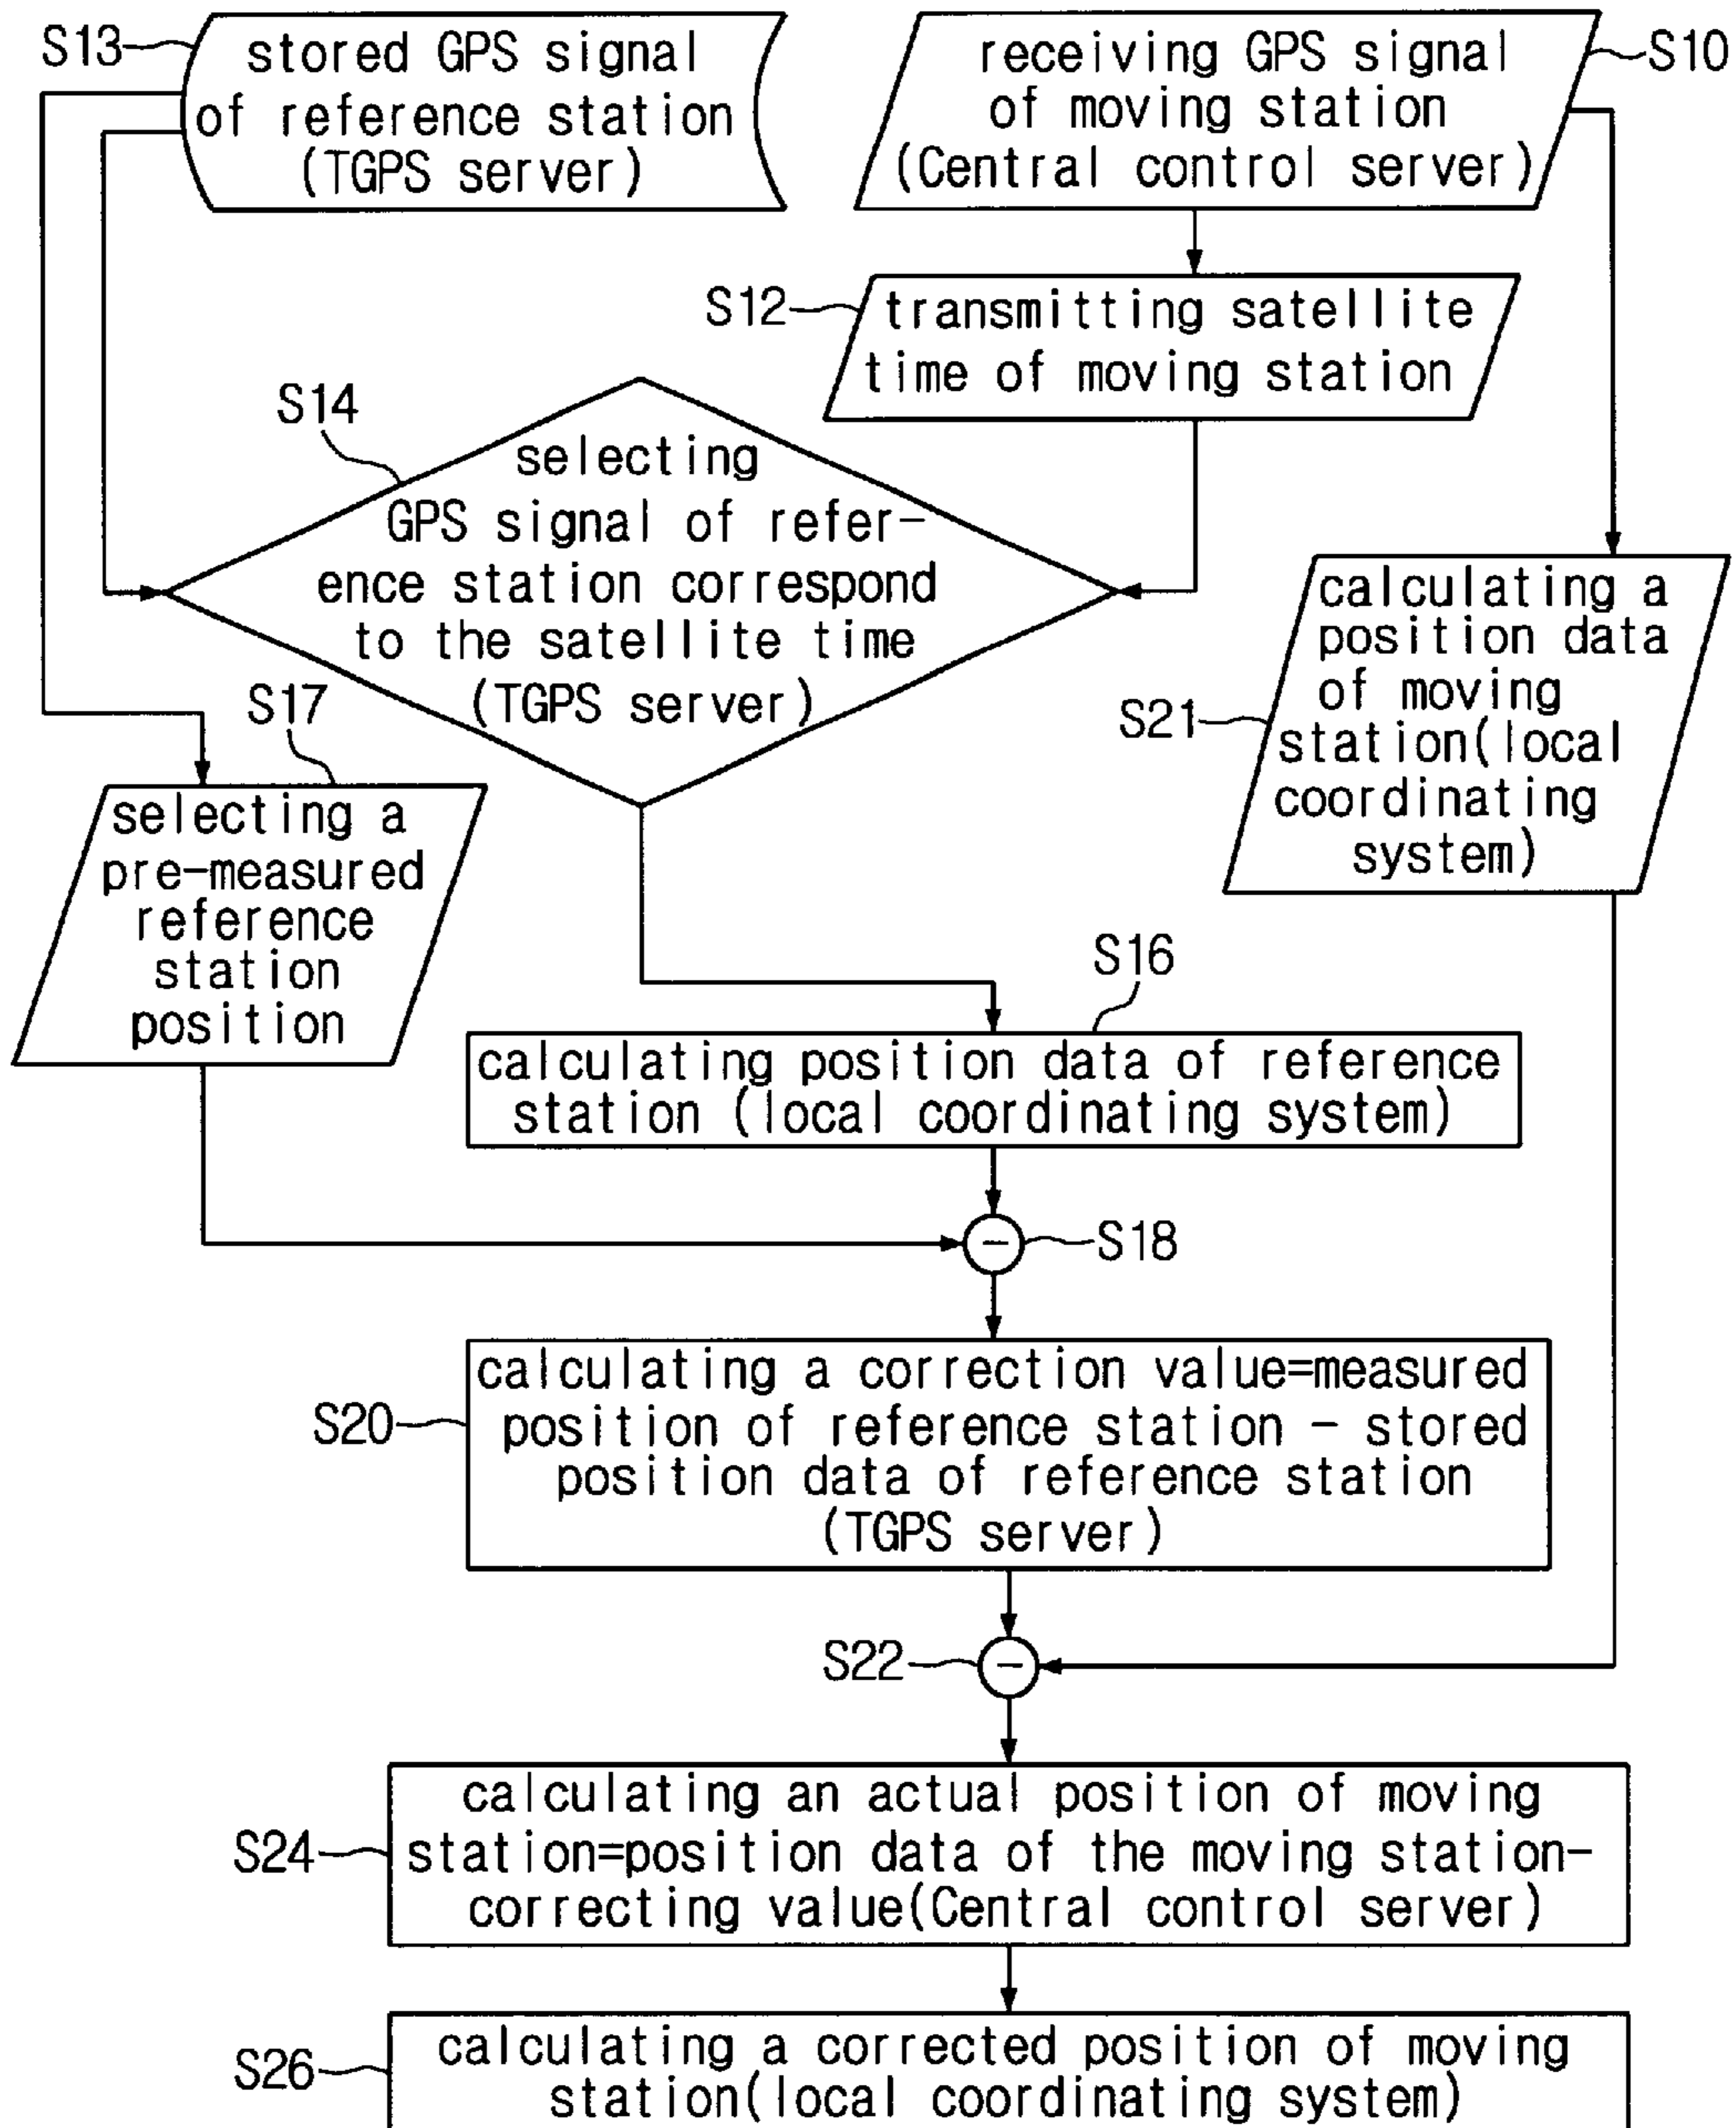 S13
stored GPS signal
of reference station
(TGPS server)
receiving GPS signal
of moving station
(Central control server)
S10
S12
transmitting satellite
time of moving station
S14
selecting
GPS signal of refer-
ence station correspond
to the satellite time
(TGPS server)
S17
selecting a
pre-measured
reference
station
position
S21
calculating a
position data
of moving
station(local
coordinating
system)
S16
calculating position data of reference
station (local coordinating system)
−
S18
S20
calculating a correction value=measured
position of reference station - stored
position data of reference station
(TGPS server)
S22
−
S24
calculating an actual position of moving
station=position data of the moving station-
correcting value(Central control server)
S26
calculating a corrected position of moving
station(local coordinating system)